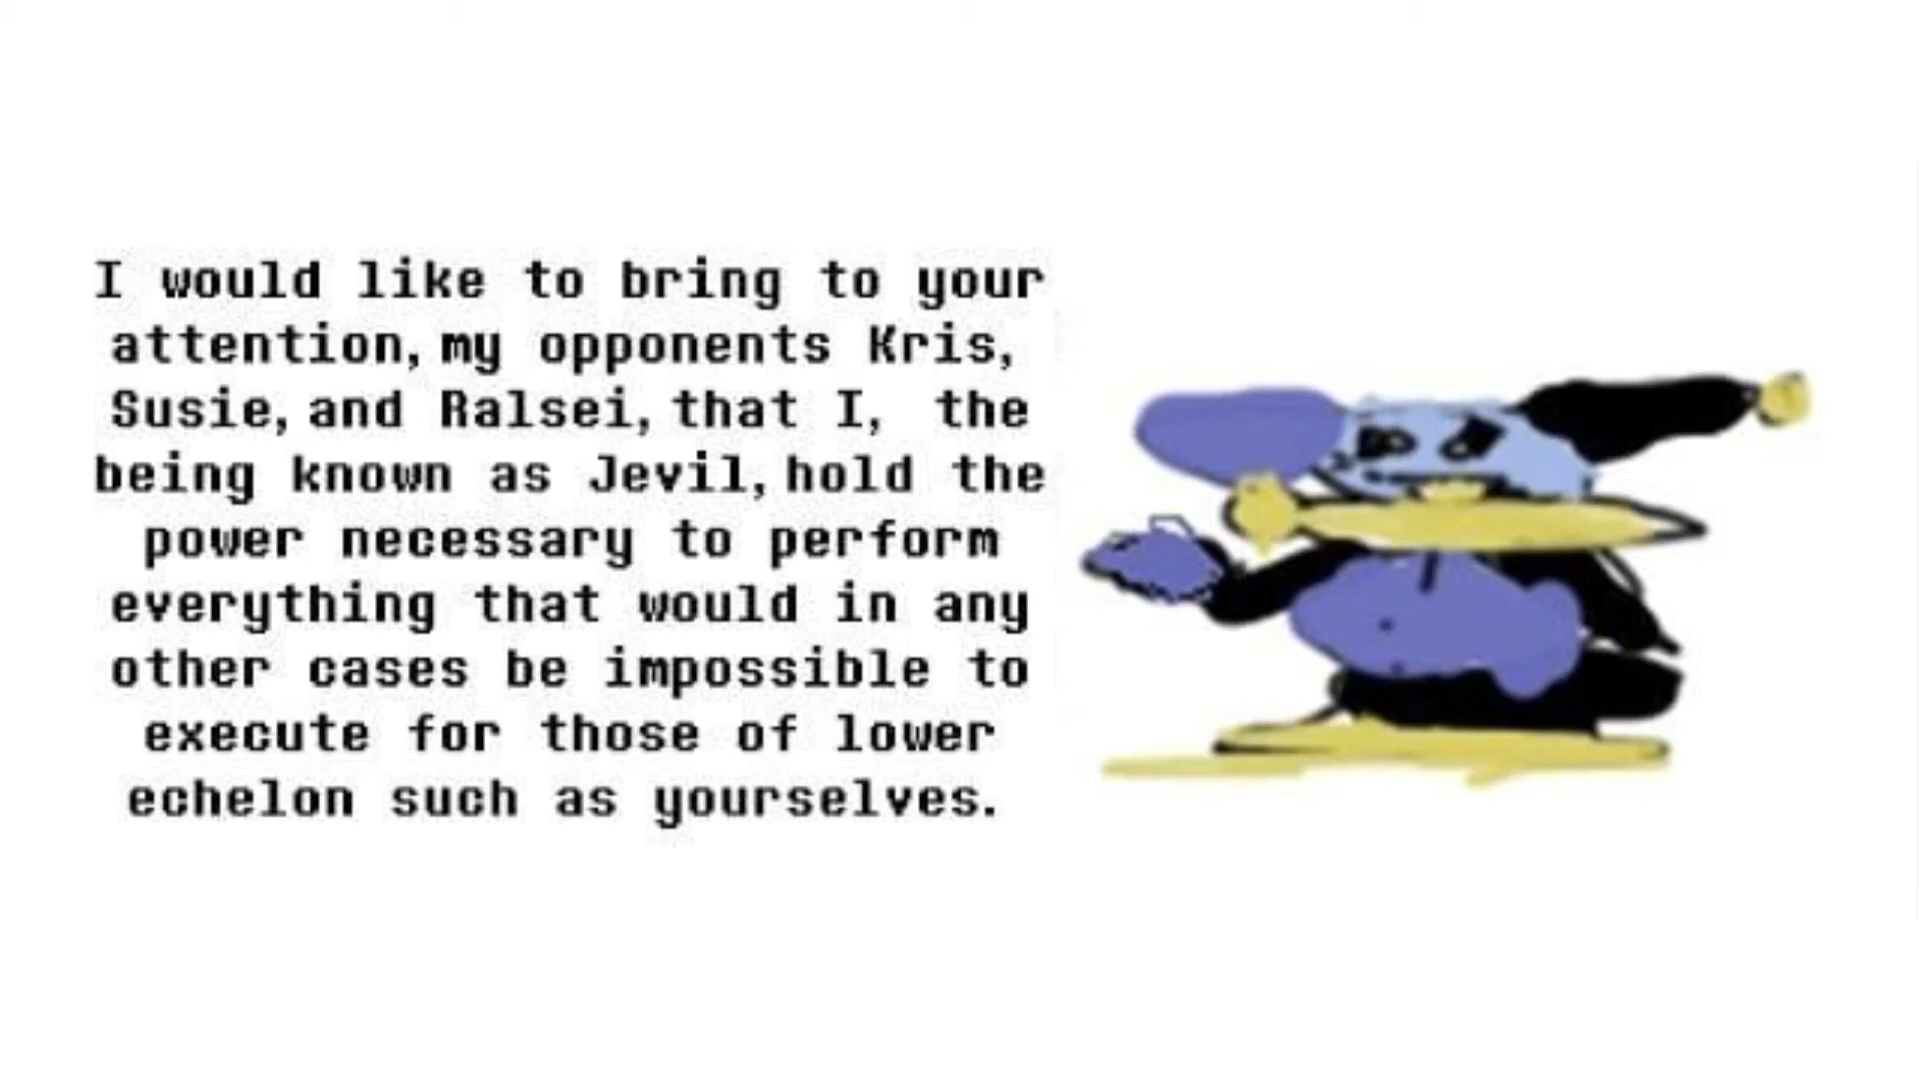 I would like to bring to your
attention, my opponents Kris,
Susie, and Ralsei, that I, the
being known as Jevil, hold the
power necessary to perform
everything that would in any
other cases be impossible to
execute for those of lower
echelon such as yourselves.